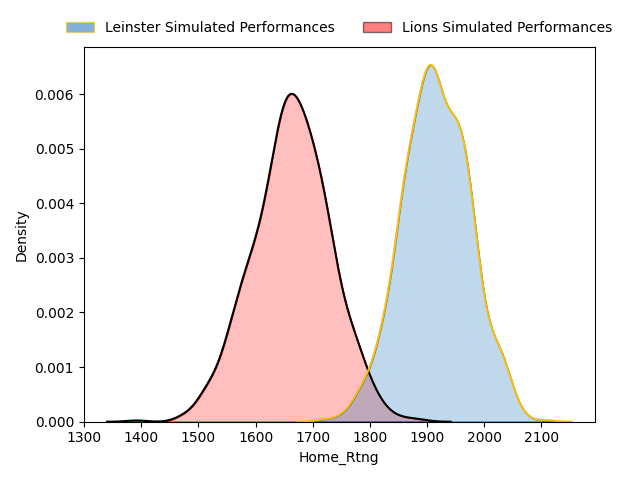 Leinster Simulated Performances
Lions Simulated Performances
Density
0.006
0.005
0.004
0.003
0.002
0.001
0.000
1300 1400 1500 1600 1700 1800 1900 2000 2100
Home_Rtng